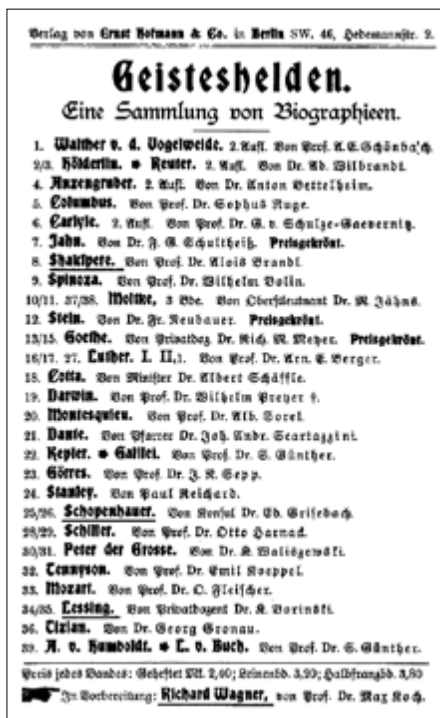 Verlag von Ernst Hofmann & Co. in Berlin SW. 46, Hedemannstr. 2.
Geisteshelden.
Eine Sammlung von Biographieen.
1. Walther v. d. Vogelweide. 2. Aufl. Von Prof. A. E. Schönbach.
2/3. Hölderlin. * Reuter. 2. Aufl. Von Dr. Ad. Wilbrandt.
4. Anzengruber. 2. Aufl. Von Dr. Anton Bettelheim.
5. Columbus. Von Prof. Dr. Sophus Ruge.
6. Carlyle. 2. Aufl. Von Prof. Dr. G. v. Schulze-Gaevernitz.
7. Jahn. Von Dr. F. G. Schultheiß. Preisgekrönt.
8. Shakspere. Von Prof. Dr. Alois Brandl.
9. Spinoza. Von Prof. Dr. Wilhelm Bolin.
10/11. 37/38. Moltke, 3 Bde. Von Oberstleutnant Dr. M. Jähns.
12. Stein. Von Dr. Fr. Neubauer. Preisgekrönt.
13/15. Goethe. Von Privatdoz. Dr. Rich. M. Meyer. Preisgekrönt.
16/17. 27. Luther. I. II,1. Von Prof. Dr. Arn. E. Berger.
18. Cotta. Von Minister Dr. Albert Schäffle.
19. Darwin. Von Prof. Dr. Wilhelm Preyer †.
20. Montesquieu. Von Prof. Dr. Alb. Sorel.
21. Dante. Von Pfarrer Dr. Joh. Andr. Scartazzini.
22. Kepler. * Galilei. Von Prof. Dr. S. Günther.
23. Görres. Von Prof. Dr. J. N. Sepp.
24. Stanley. Von Paul Reichard.
25/26. Schopenhauer. Von Konsul Dr. Ed. Grisebach.
28/29. Schiller. Von Prof. Dr. Otto Harnack.
30/31. Peter der Grosse. Von Dr. K. Waliszewski.
32. Tennyson. Von Prof. Dr. Emil Koeppel.
33. Mozart. Von Prof. Dr. O. Fleischer.
34/35. Lessing. Von Privatdozent Dr. K. Borinski.
36. Tizian. Von Dr. Georg Gronau.
39. A. v. Humboldt. * L. v. Buch. Von Prof. Dr. S. Günther.
Preis jedes Bandes: Geheftet Mk. 2,40; Leinenbd. 3,20; Halbfranzbd. 3,80
In Vorbereitung: Richard Wagner, von Prof. Dr. Max Koch.